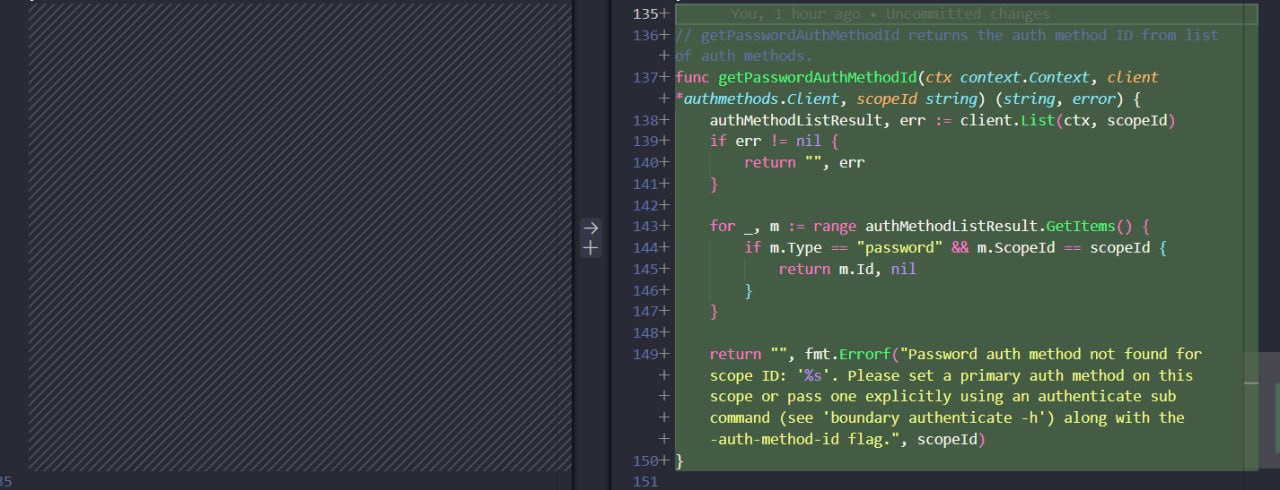 135+ You, 1 hour ago • Uncommitted changes
136+ // getPasswordAuthMethodId returns the auth method ID from list
+ of auth methods.
137+ func getPasswordAuthMethodId(ctx context.Context, client
+ *authmethods.Client, scopeId string) (string, error) {
138+ authMethodListResult, err := client.List(ctx, scopeId)
139+ if err != nil {
140+ return "", err
141+ }
142+
143+ for _, m := range authMethodListResult.GetItems() {
144+ if m.Type == "password" && m.ScopeId == scopeId {
145+ return m.Id, nil
146+ }
147+ }
148+
149+ return "", fmt.Errorf("Password auth method not found for
+ scope ID: '%s'. Please set a primary auth method on this
+ scope or pass one explicitly using an authenticate sub
+ command (see 'boundary authenticate -h') along with the
+ -auth-method-id flag.", scopeId)
150+ }
35 151